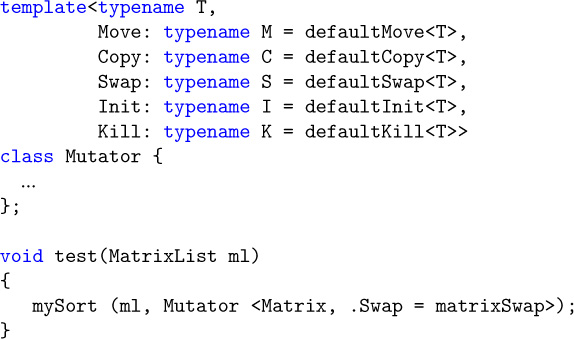 template<typename T,
Move: typename M = defaultMove<T>,
Copy: typename C = defaultCopy<T>,
Swap: typename S = defaultSwap<T>,
Init: typename I = defaultInit<T>,
Kill: typename K = defaultKill<T>>
class Mutator {
...
};
void test(MatrixList ml)
{
mySort (ml, Mutator <Matrix, .Swap = matrixSwap>);
}